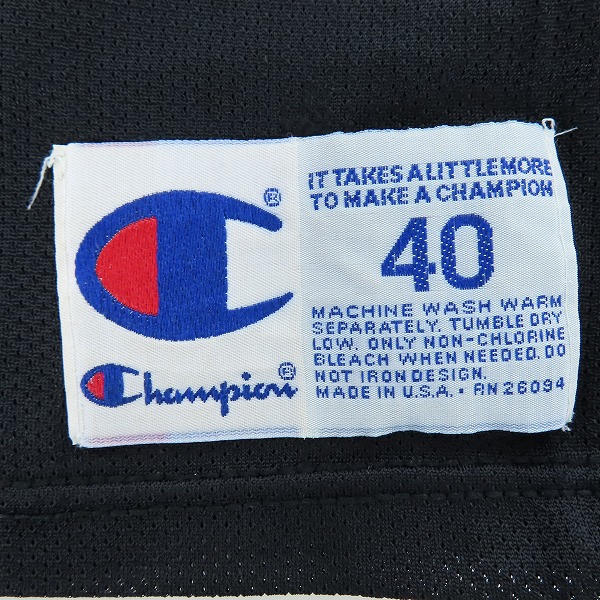 Champion®
IT TAKES A LITTLE MORE
TO MAKE A CHAMPION
40
MACHINE WASH WARM
SEPARATELY. TUMBLE DRY
LOW. ONLY NON-CHLORINE
BLEACH WHEN NEEDED. DO
NOT IRON DESIGN.
MADE IN U.S.A. • RN 26094